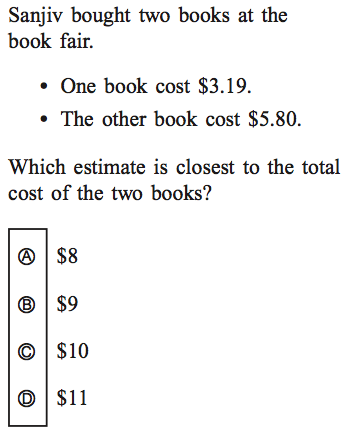 Sanjiv bought two books at the
book fair.
• One book cost $3.19.
• The other book cost $5.80.
Which estimate is closest to the total
cost of the two books?
Ⓐ $8
Ⓑ $9
Ⓒ $10
Ⓓ $11